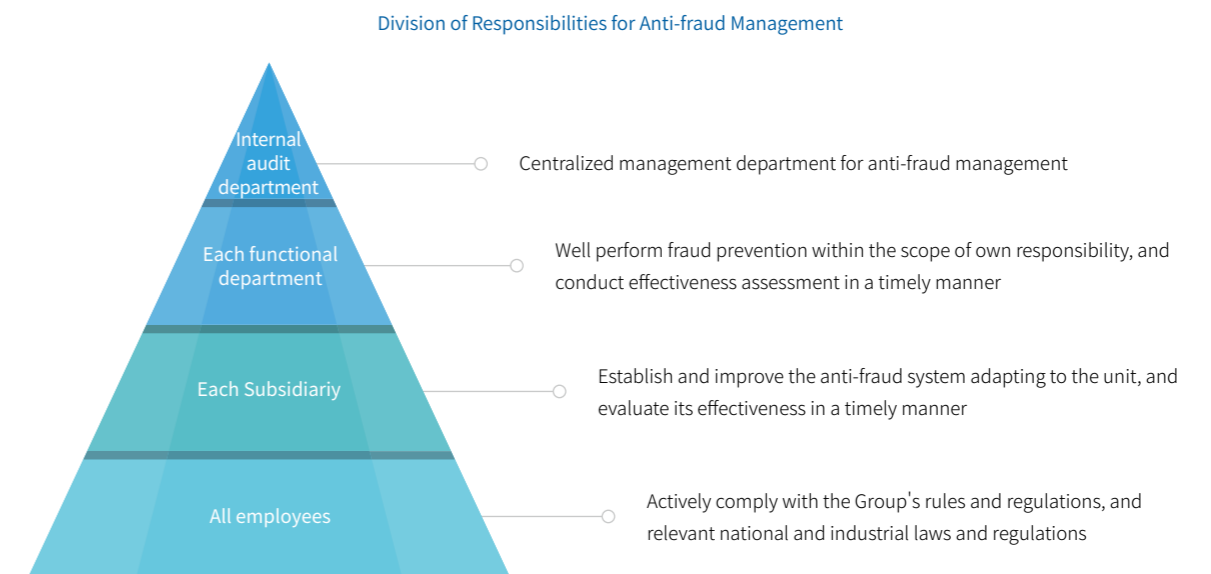 Division of Responsibilities for Anti-fraud Management
Internal
audit
department
Centralized management department for anti-fraud management
Each functional
department
Well perform fraud prevention within the scope of own responsibility, and
conduct effectiveness assessment in a timely manner
Each Subsidiariy
Establish and improve the anti-fraud system adapting to the unit, and
evaluate its effectiveness in a timely manner
All employees
Actively comply with the Group's rules and regulations, and
relevant national and industrial laws and regulations